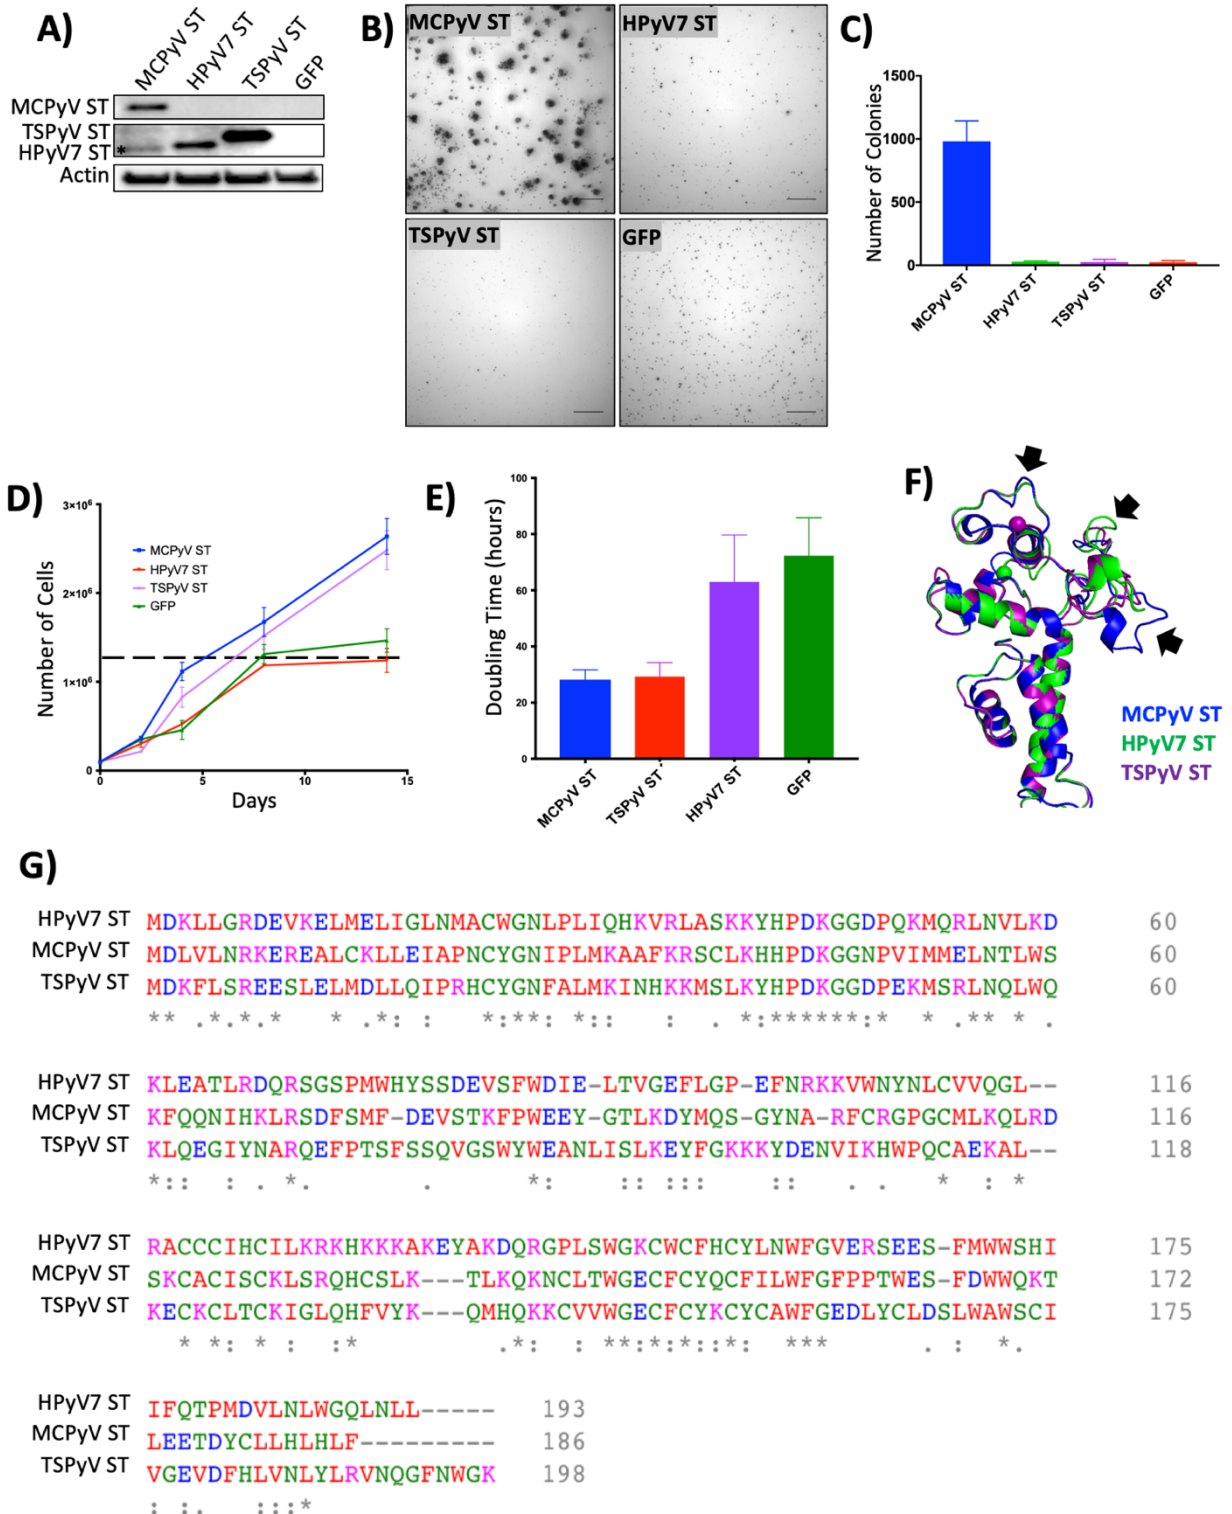 A)
MCPyV ST
HPyV7 ST
TSPyV ST
GFP
MCPyV ST
TSPyV ST
*
HPyV7 ST
Actin
B)
MCPyV ST
HPyV7 ST
TSPyV ST
GFP
C)
Number of Colonies
1500
1000
500
0
MCPyV ST
HPyV7 ST
TSPyV ST
GFP
D)
Number of Cells
3×10⁶
2×10⁶
1×10⁶
0
0
5
10
15
Days
MCPyV ST
HPyV7 ST
TSPyV ST
GFP
E)
Doubling Time (hours)
100
80
60
40
20
0
MCPyV ST
TSPyV ST
HPyV7 ST
GFP
F)
MCPyV ST
HPyV7 ST
TSPyV ST
G)
HPyV7 ST MDKLLGRDEVKELMELIGLNMACWGNLPLIQHKVRLASKKYHPDKGGDPQKMQRLNVLKD 60
MCPyV ST MDLVLNRKEREALCKLLEIAPNCYGNIPLMKAAFKRSCLKHHPDKGGNPVIMMELNTLWS 60
TSPyV ST MDKFLSREESLELMDLLQIPRHCYGNFALMKINHKKMSLKYHPDKGGDPEKMSRLNQLWQ 60
** .*.*.* * .*: : *:**: *:: : . *:******:* * .** * .
HPyV7 ST KLEATLRDQRSGSPMWHYSSDEVSFWDIE-LTVGEFLGP-EFNRKKVWNYNLCVVQGL-- 116
MCPyV ST KFQQNIHKLRSDFSMF-DEVSTKFPWEEY-GTLKDYMQS-GYNA-RFCRGPGCMLKQLRD 116
TSPyV ST KLQEGIYNARQEFPTSFSSQVGSWYWEANLISLKEYFGKKKYDENVIKHWPQCAEKAL-- 118
*:: : . *. . *: :: ::: :: . . * : *
HPyV7 ST RACCCIHCILKRKHKKKAKEYAKDQRGPLSWGKCWCFHCYLNWFGVERSEES-FMWWSHI 175
MCPyV ST SKCACISCKLSRQHCSLK---TLKQKNCLTWGECFCYQCFILWFGFPPTWES-FDWWQKT 172
TSPyV ST KECKCLTCKIGLQHFVYK---QMHQKKCVVWGECFCYKCYCAWFGEDLYCLDSLWAWSCI 175
* *: * : :* .*: : **:*:*::*: *** . : *.
HPyV7 ST IFQTPMDVLNLWGQLNLL----- 193
MCPyV ST LEETDYCLLHLHLF--------- 186
TSPyV ST VGEVDFHLVNLYLRVNQGFNWGK 198
: :. :::*